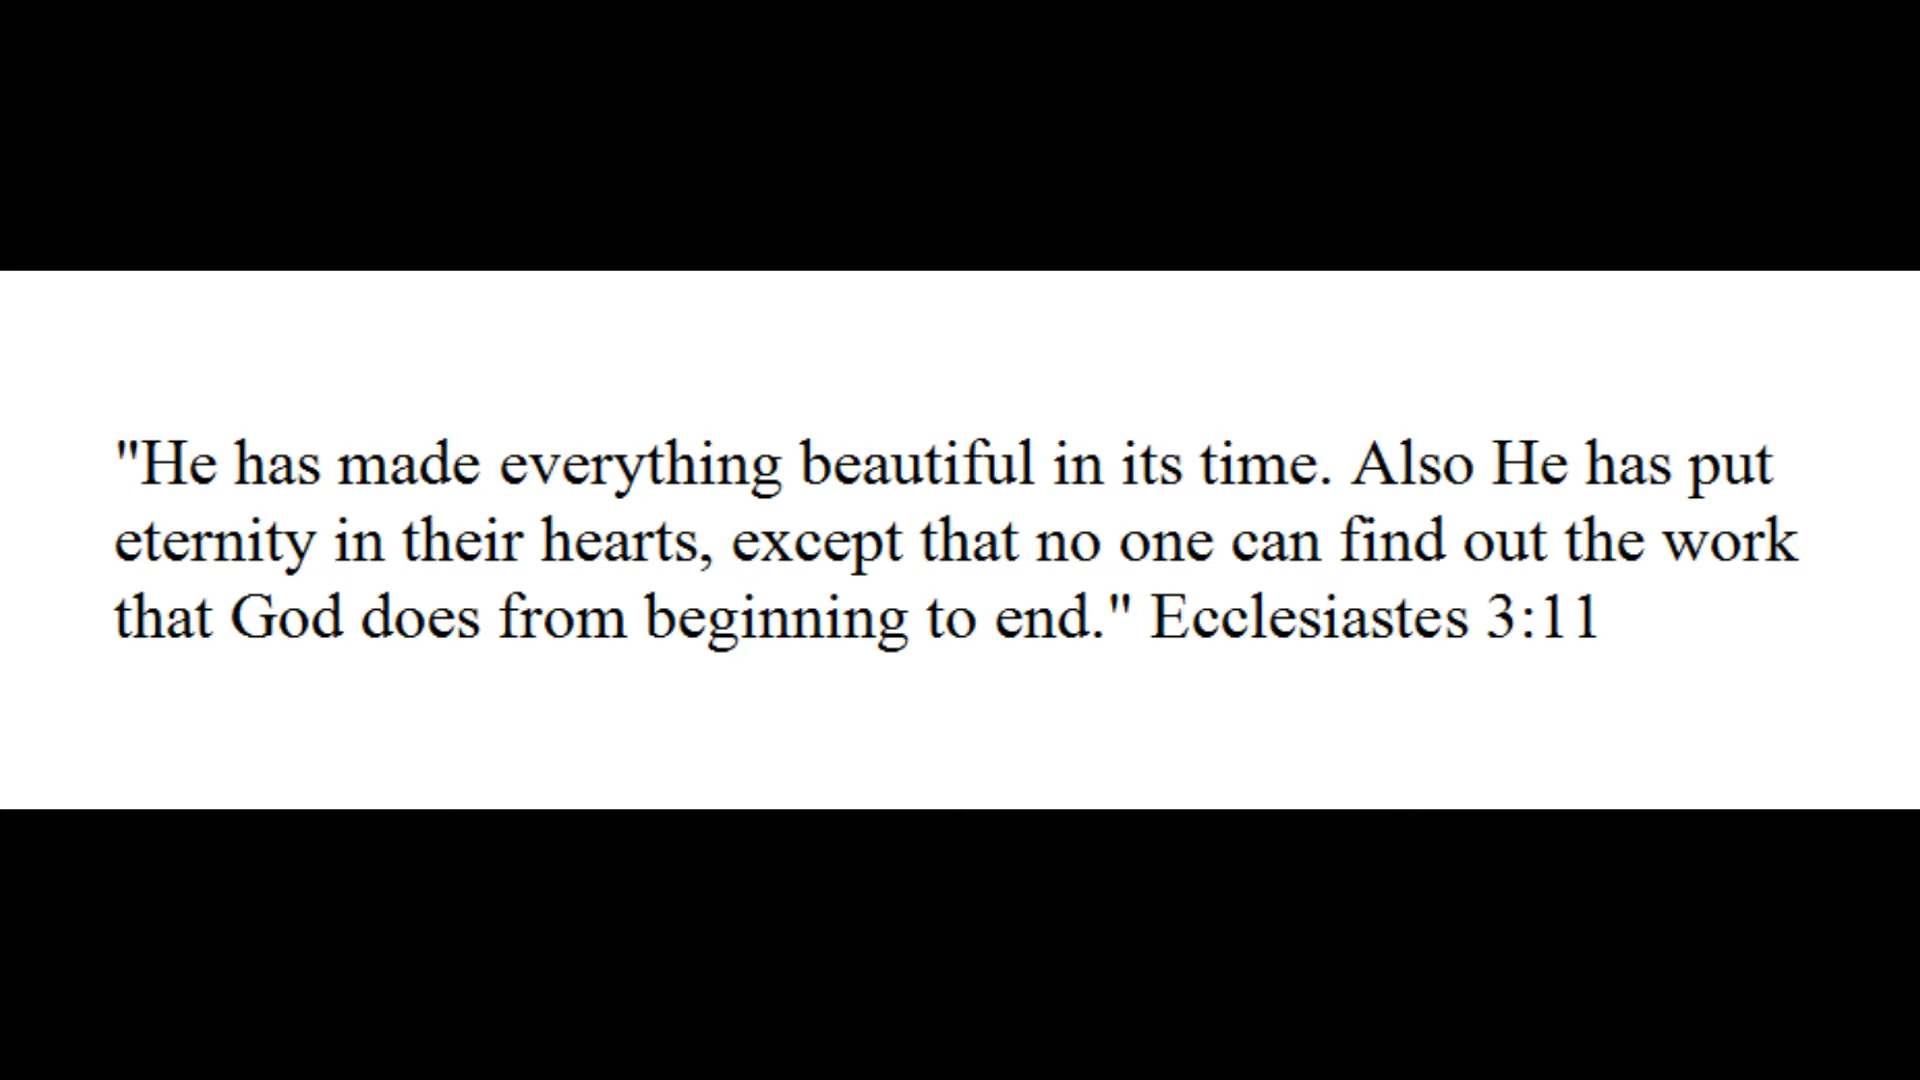 "He has made everything beautiful in its time. Also He has put
eternity in their hearts, except that no one can find out the work
that God does from beginning to end." Ecclesiastes 3:11